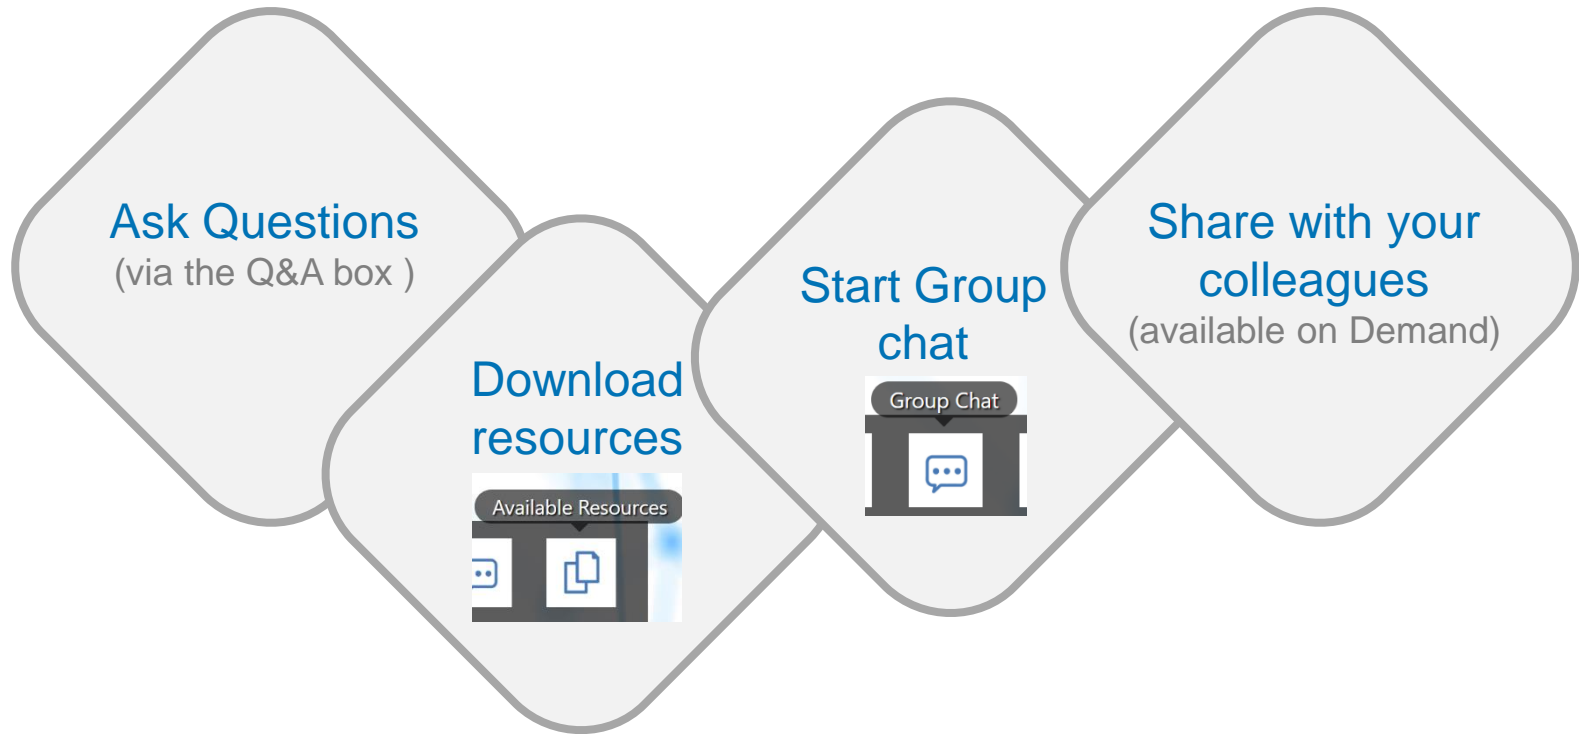 Ask Questions
(via the Q&A box )
Download
resources
Available Resources
Start Group
chat
Group Chat
Share with your
colleagues
(available on Demand)